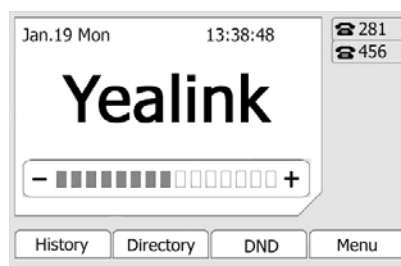 Jan.19 Mon 13:38:48
281
456
Yealink
- +
History Directory DND Menu